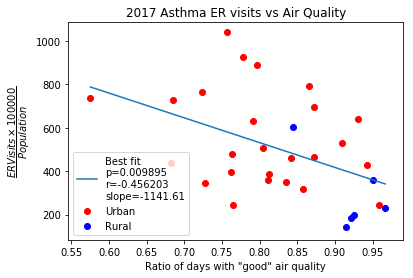 2017 Asthma ER visits vs Air Quality
ERVisits × 100000
Population
1000
800
600
400
200
Best fit
p=0.009895
r=-0.456203
slope=-1141.61
Urban
Rural
0.55 0.60 0.65 0.70 0.75 0.80 0.85 0.90 0.95
Ratio of days with "good" air quality